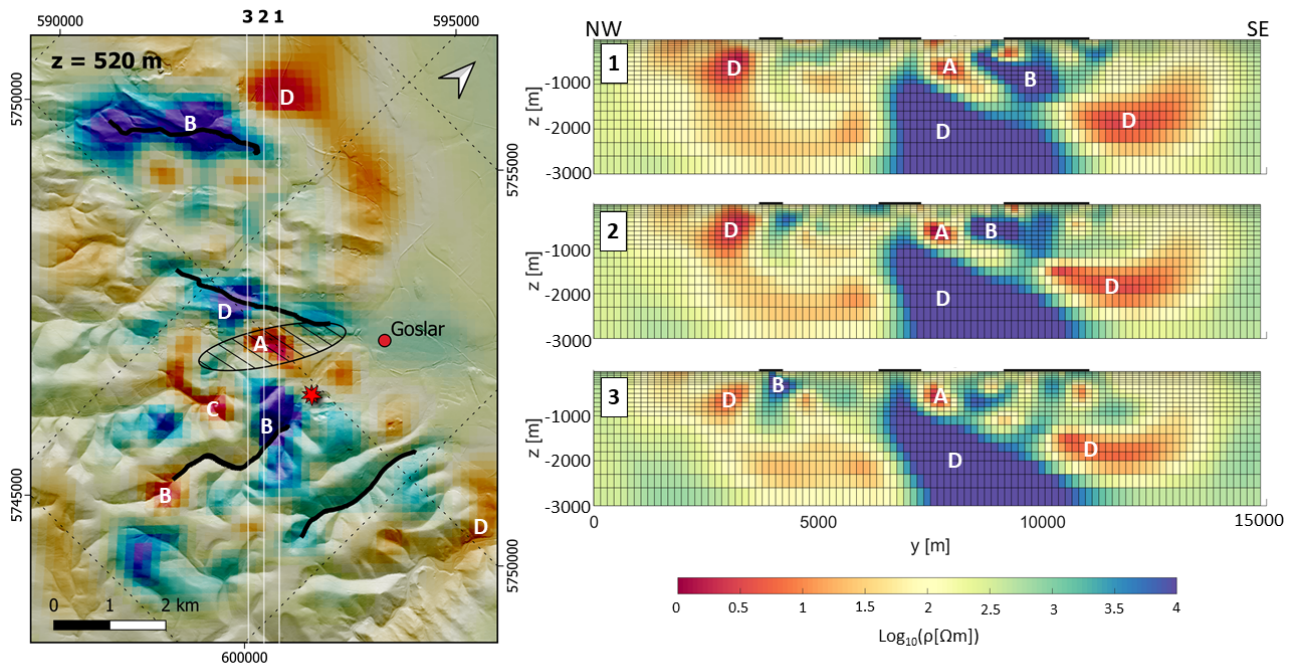 3 2 1
590000
595000
z = 520 m
D
B
5750000
5755000
D
Goslar
A
C
B
B
5745000
D
5750000
0 1 2 km
600000
NW
SE
1
D
A
B
D
D
-1000
-2000
-3000
z [m]
2
D
A
B
D
D
-1000
-2000
-3000
z [m]
3
D
B
A
D
D
-1000
-2000
-3000
z [m]
0 5000 10000 15000
y [m]
0 0.5 1 1.5 2 2.5 3 3.5 4
Log10(ρ[Ωm])